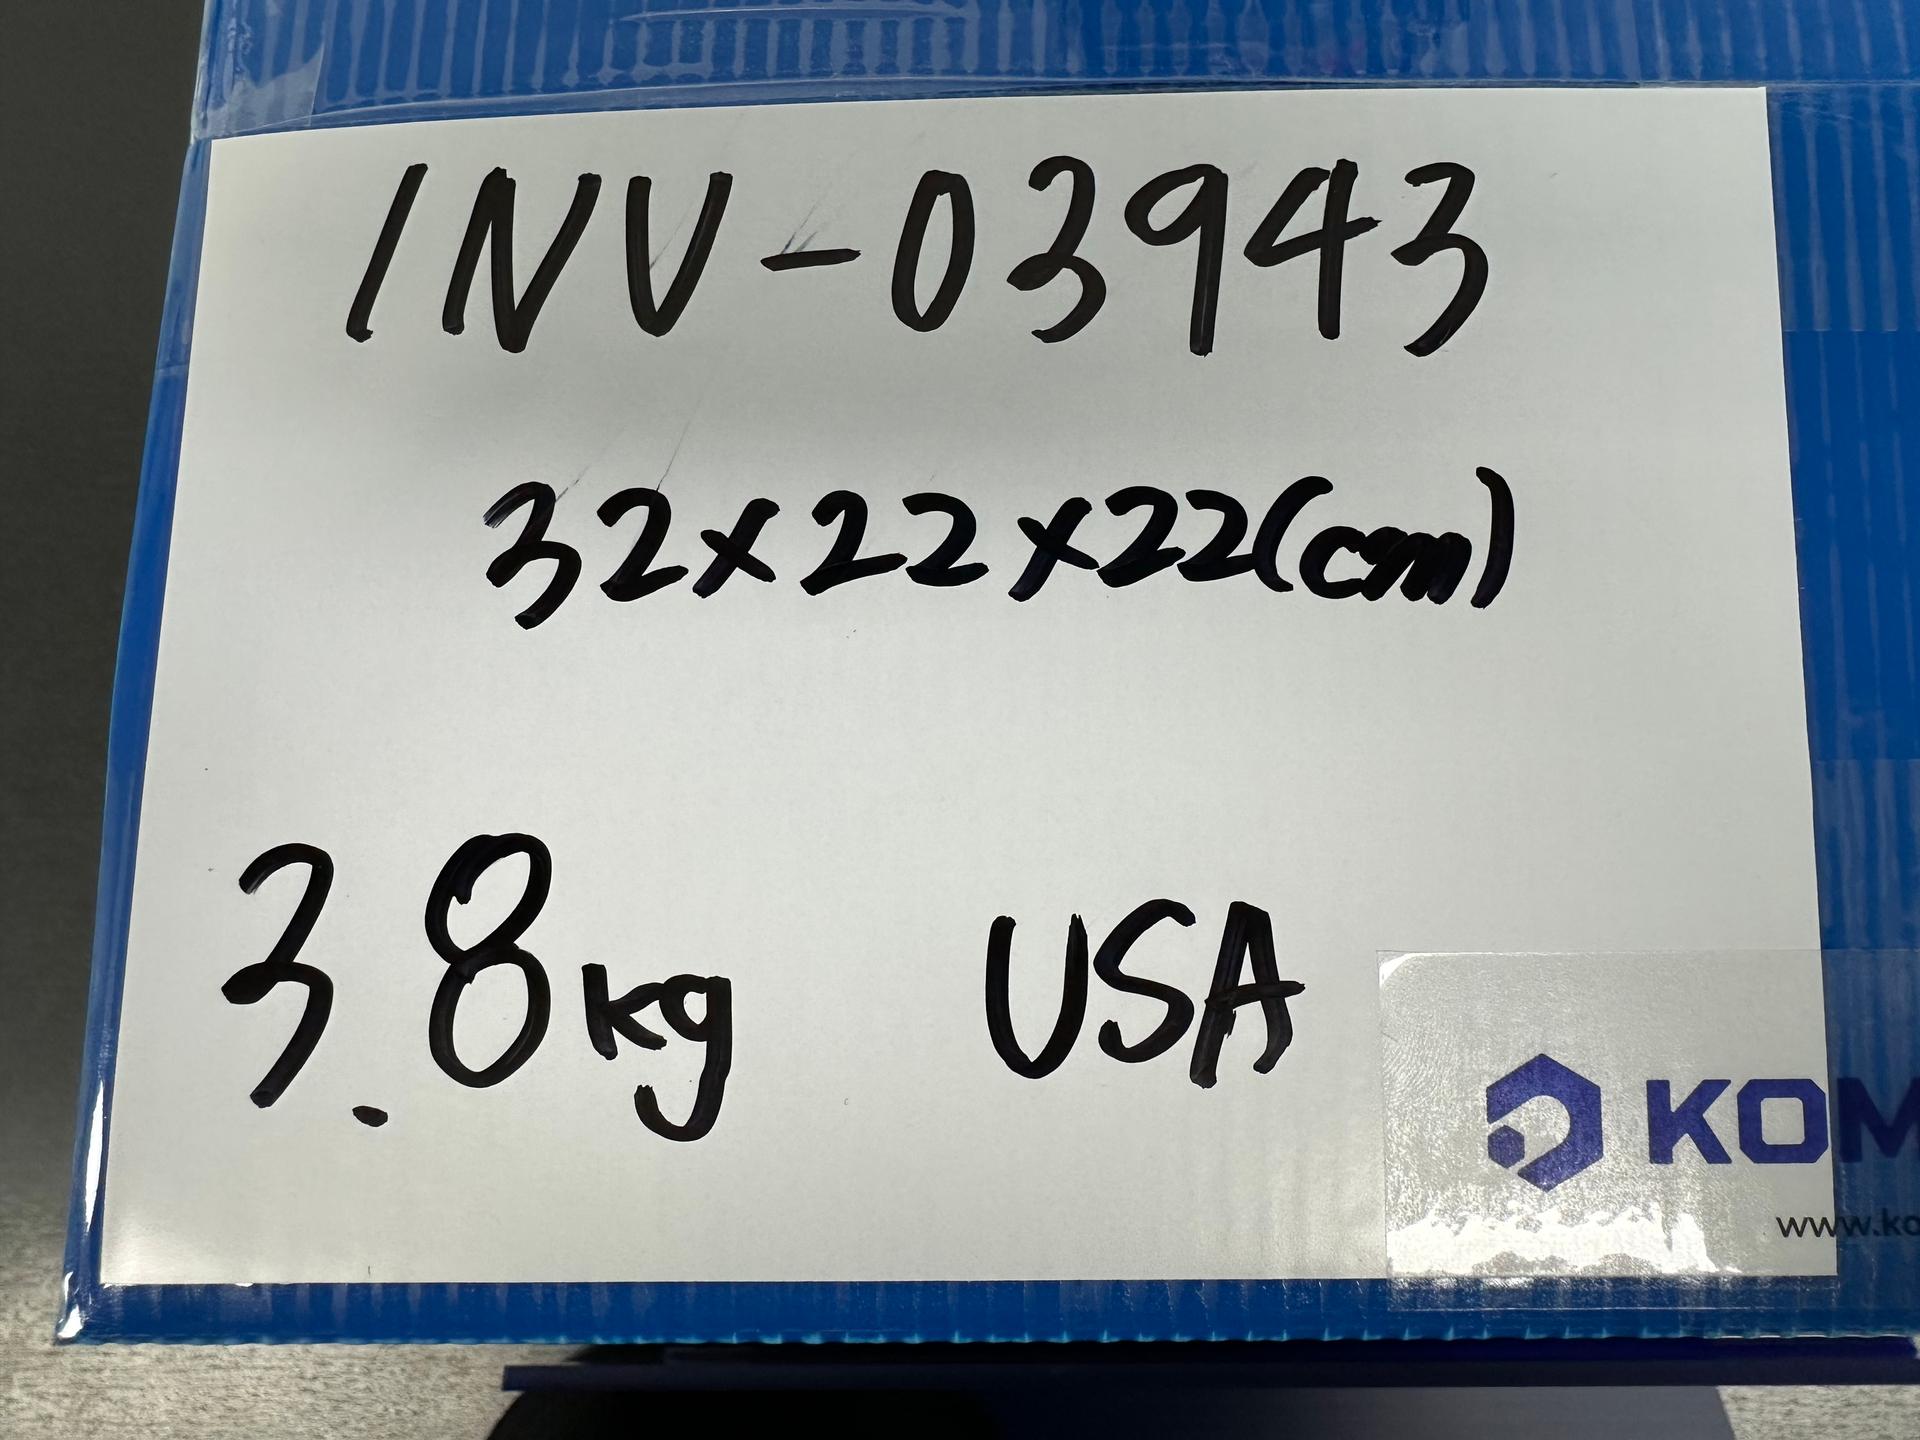 INV-03943
32x22x22(cm)
3.8kg USA
KOM
www.ko